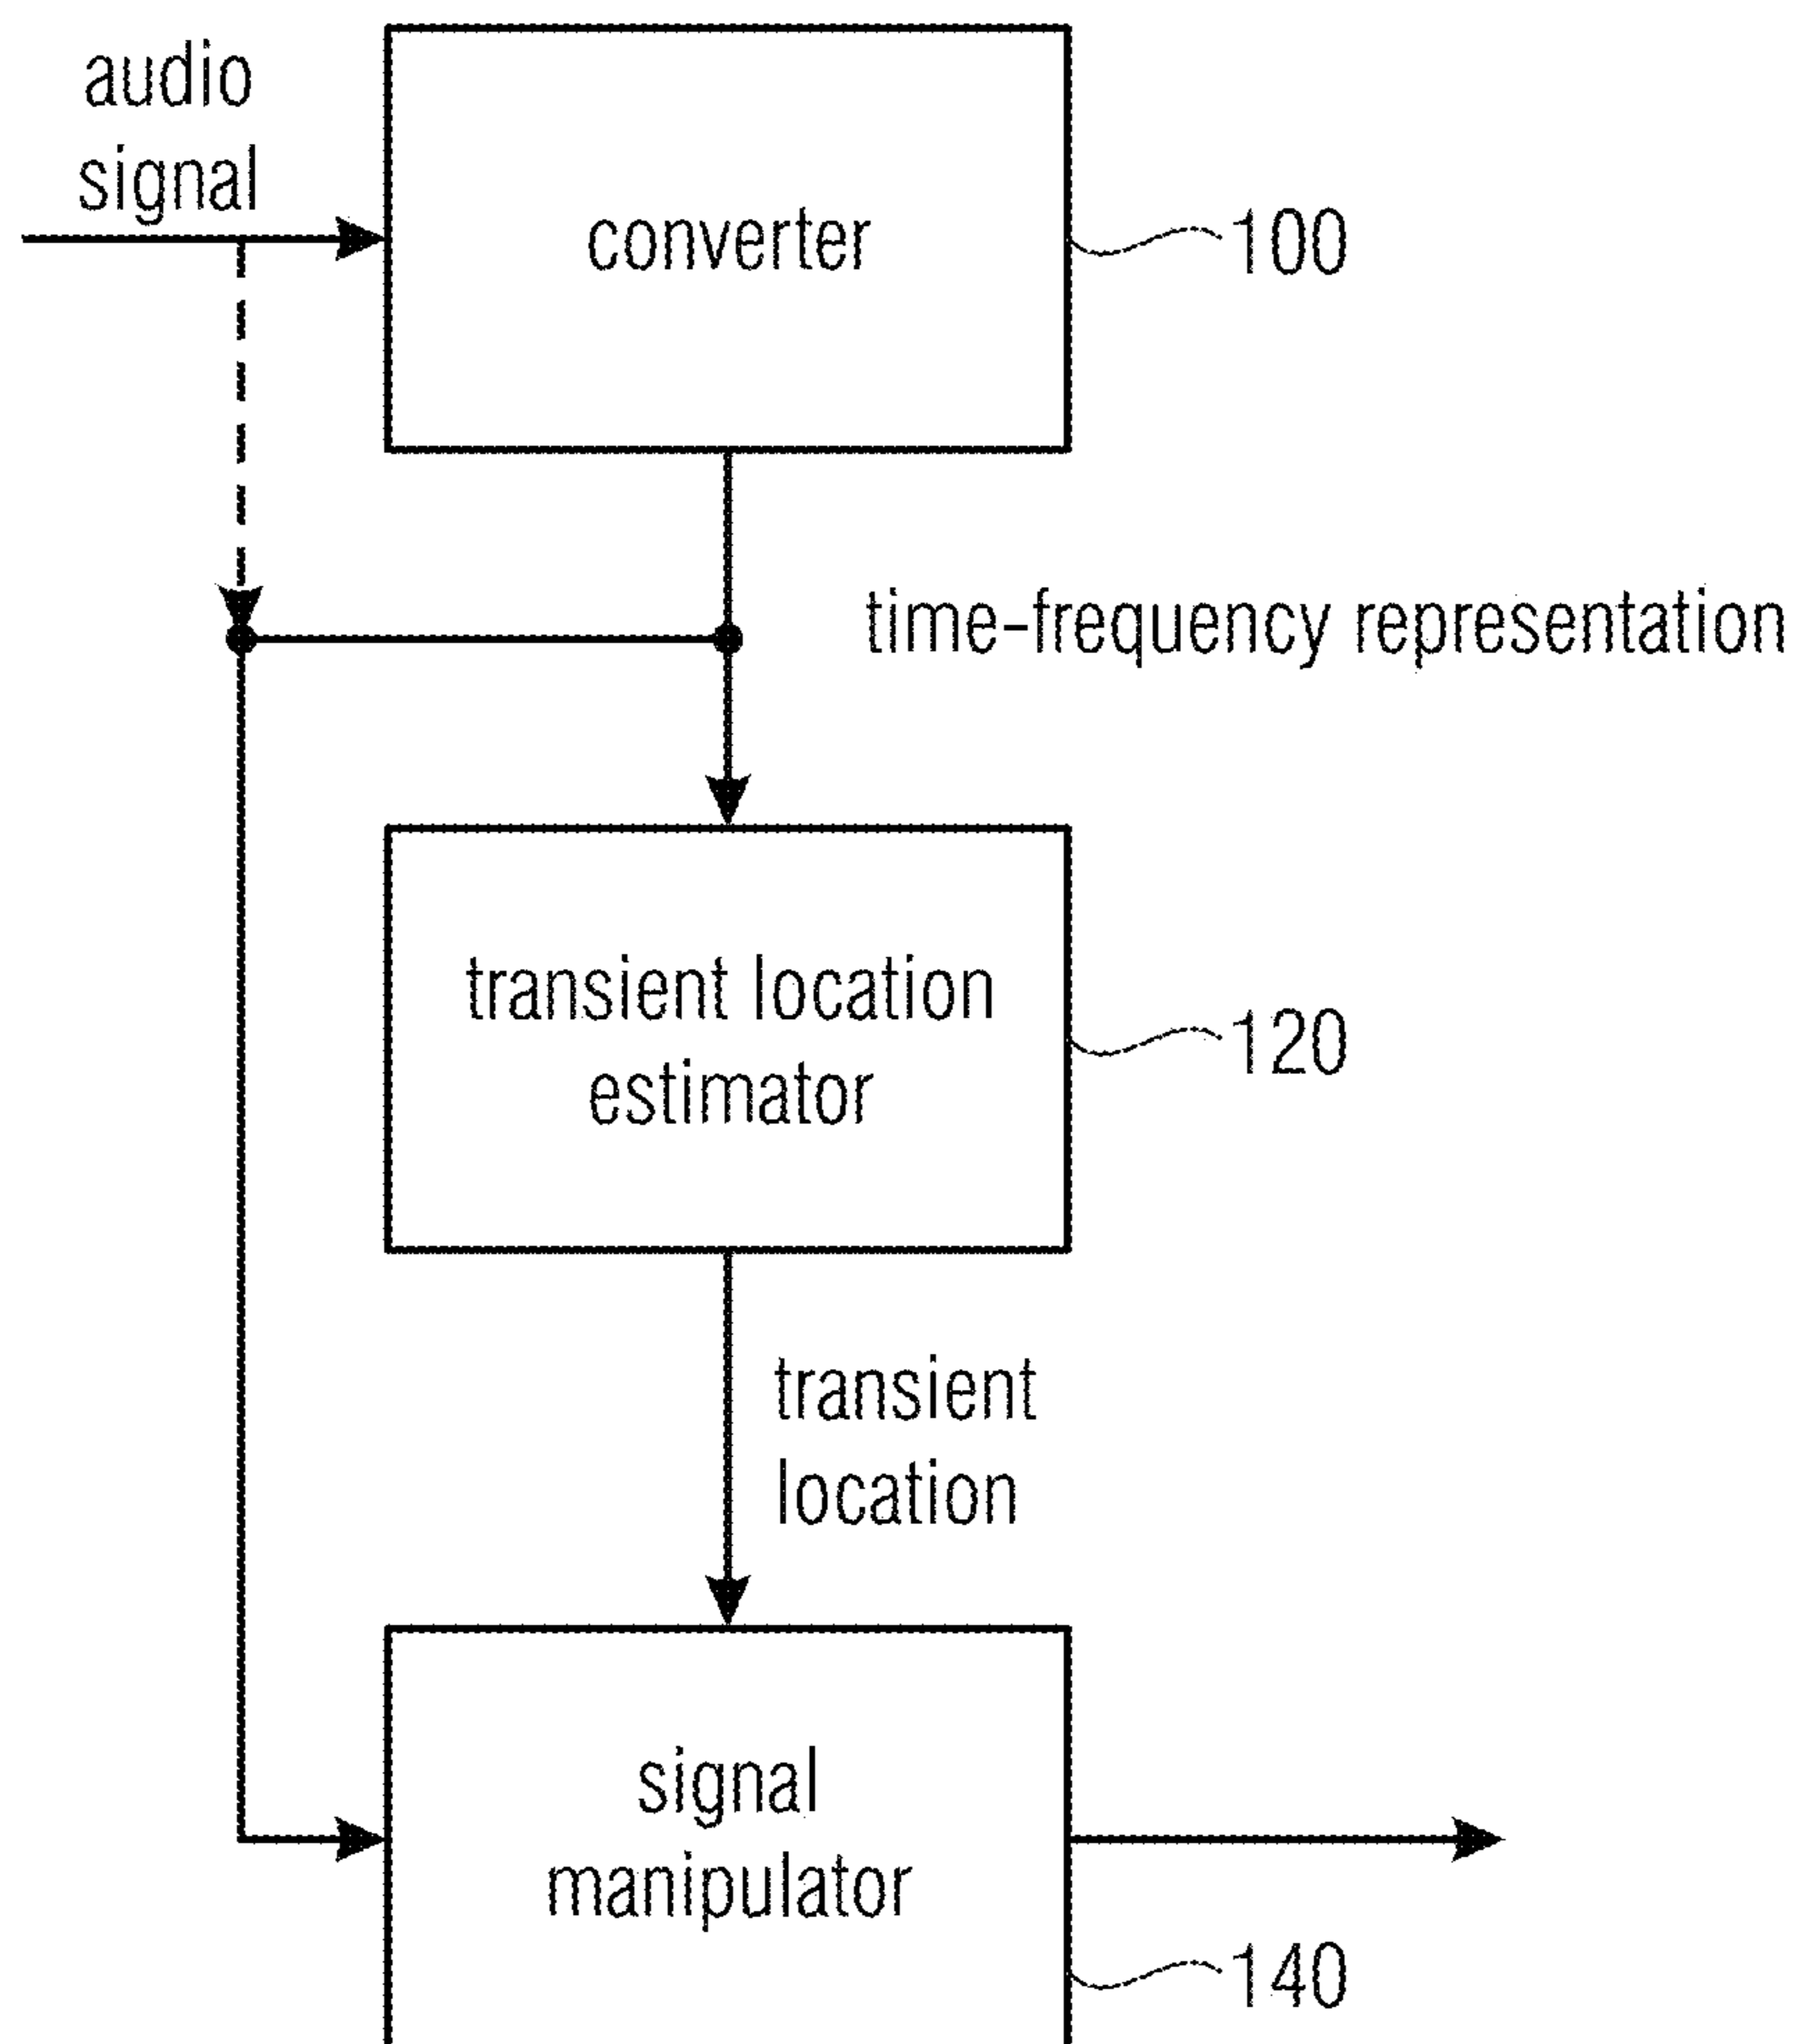 audio
signal
converter
100
time-frequency representation
transient location
estimator
120
transient
location
signal
manipulator
140